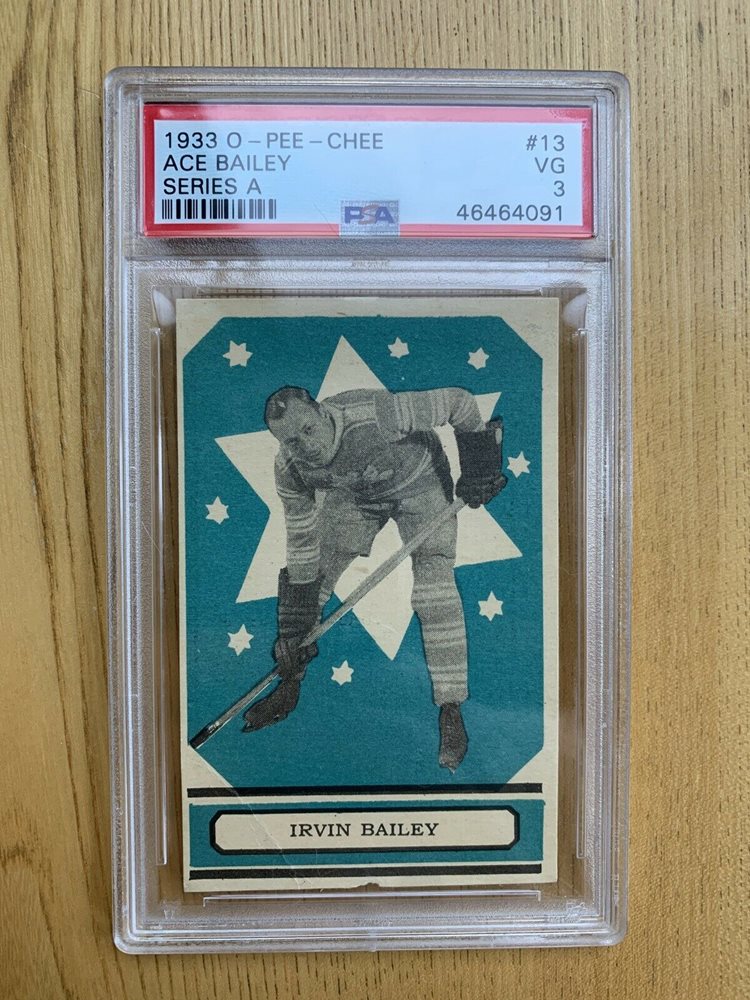 1933 O-PEE-CHEE #13
ACE BAILEY VG
SERIES A 3
PSA 46464091
IRVIN BAILEY